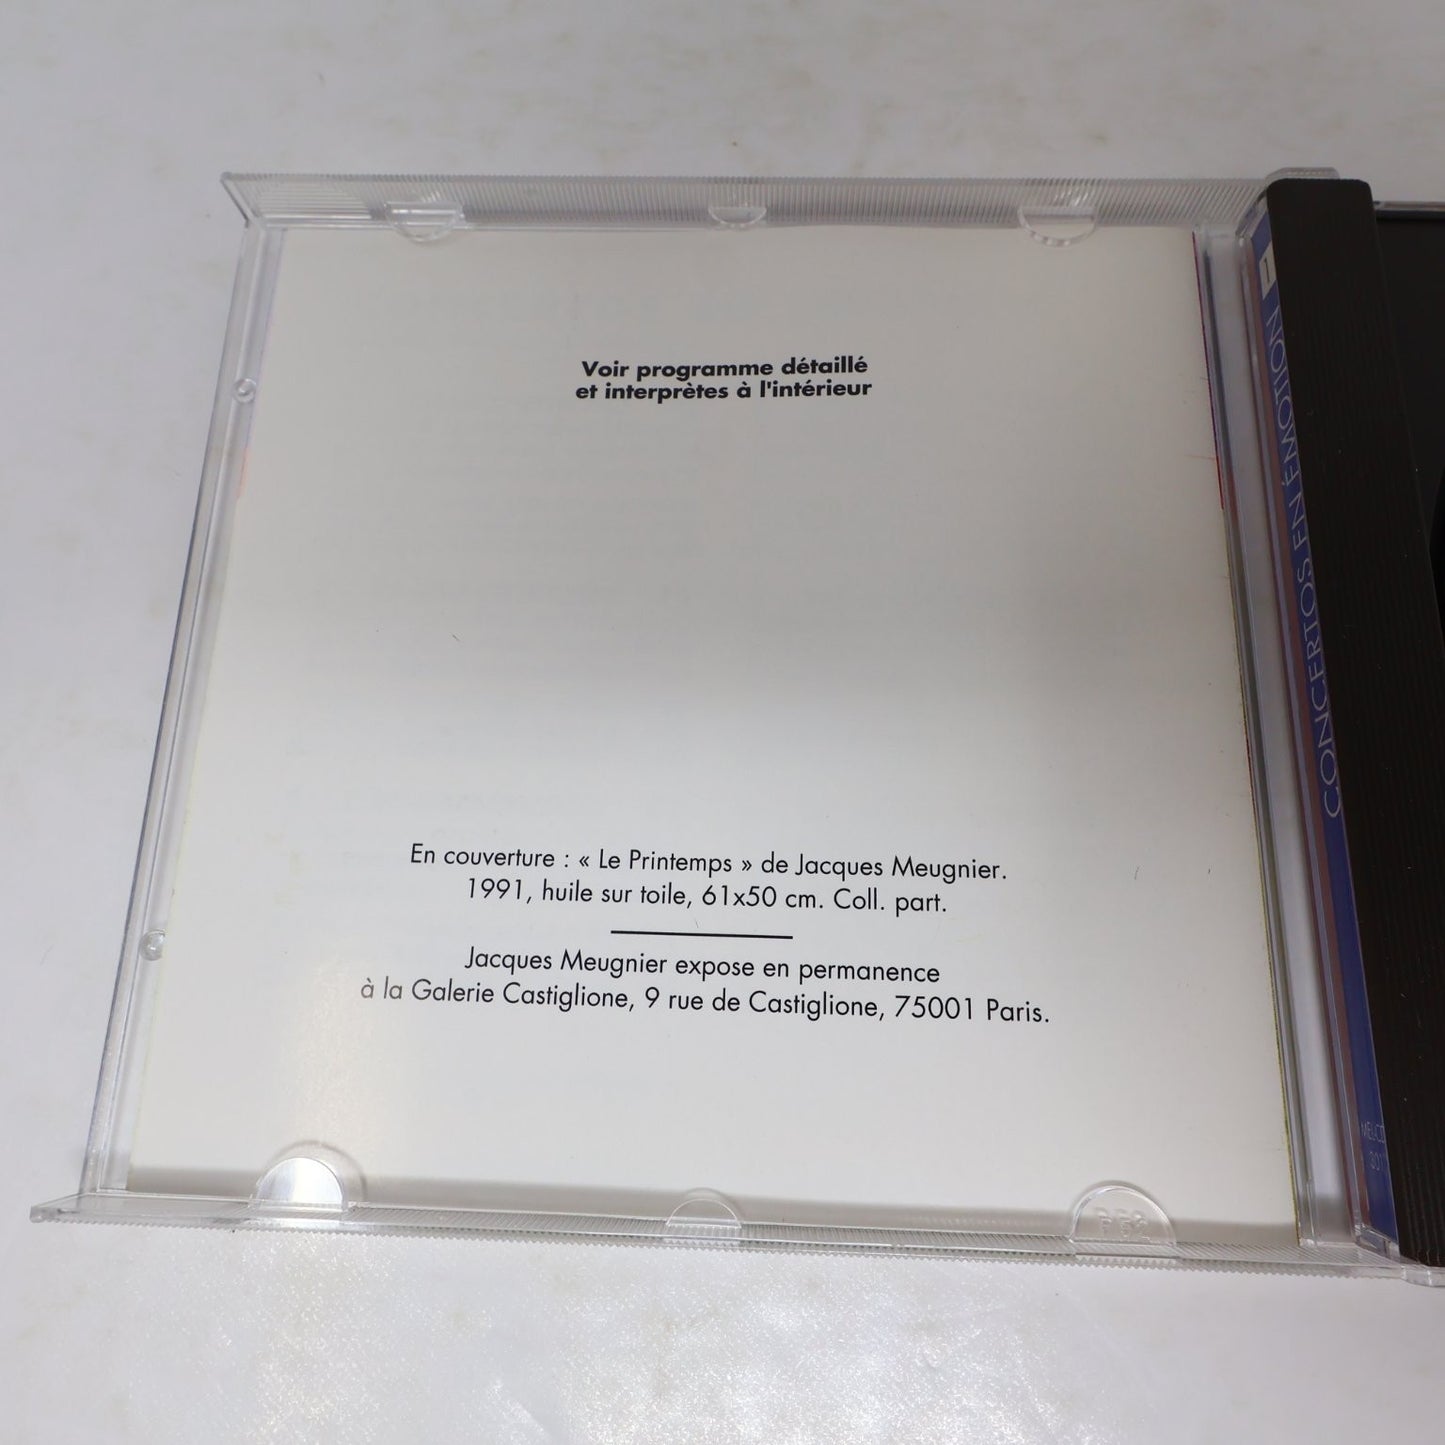 Voir programme détaillé
et interprètes à l'intérieur
En couverture : « Le Printemps » de Jacques Meugnier.
1991, huile sur toile, 61x50 cm. Coll. part.
Jacques Meugnier expose en permanence
à la Galerie Castiglione, 9 rue de Castiglione, 75001 Paris.
1
CONCERTOS EN ÉMOTION